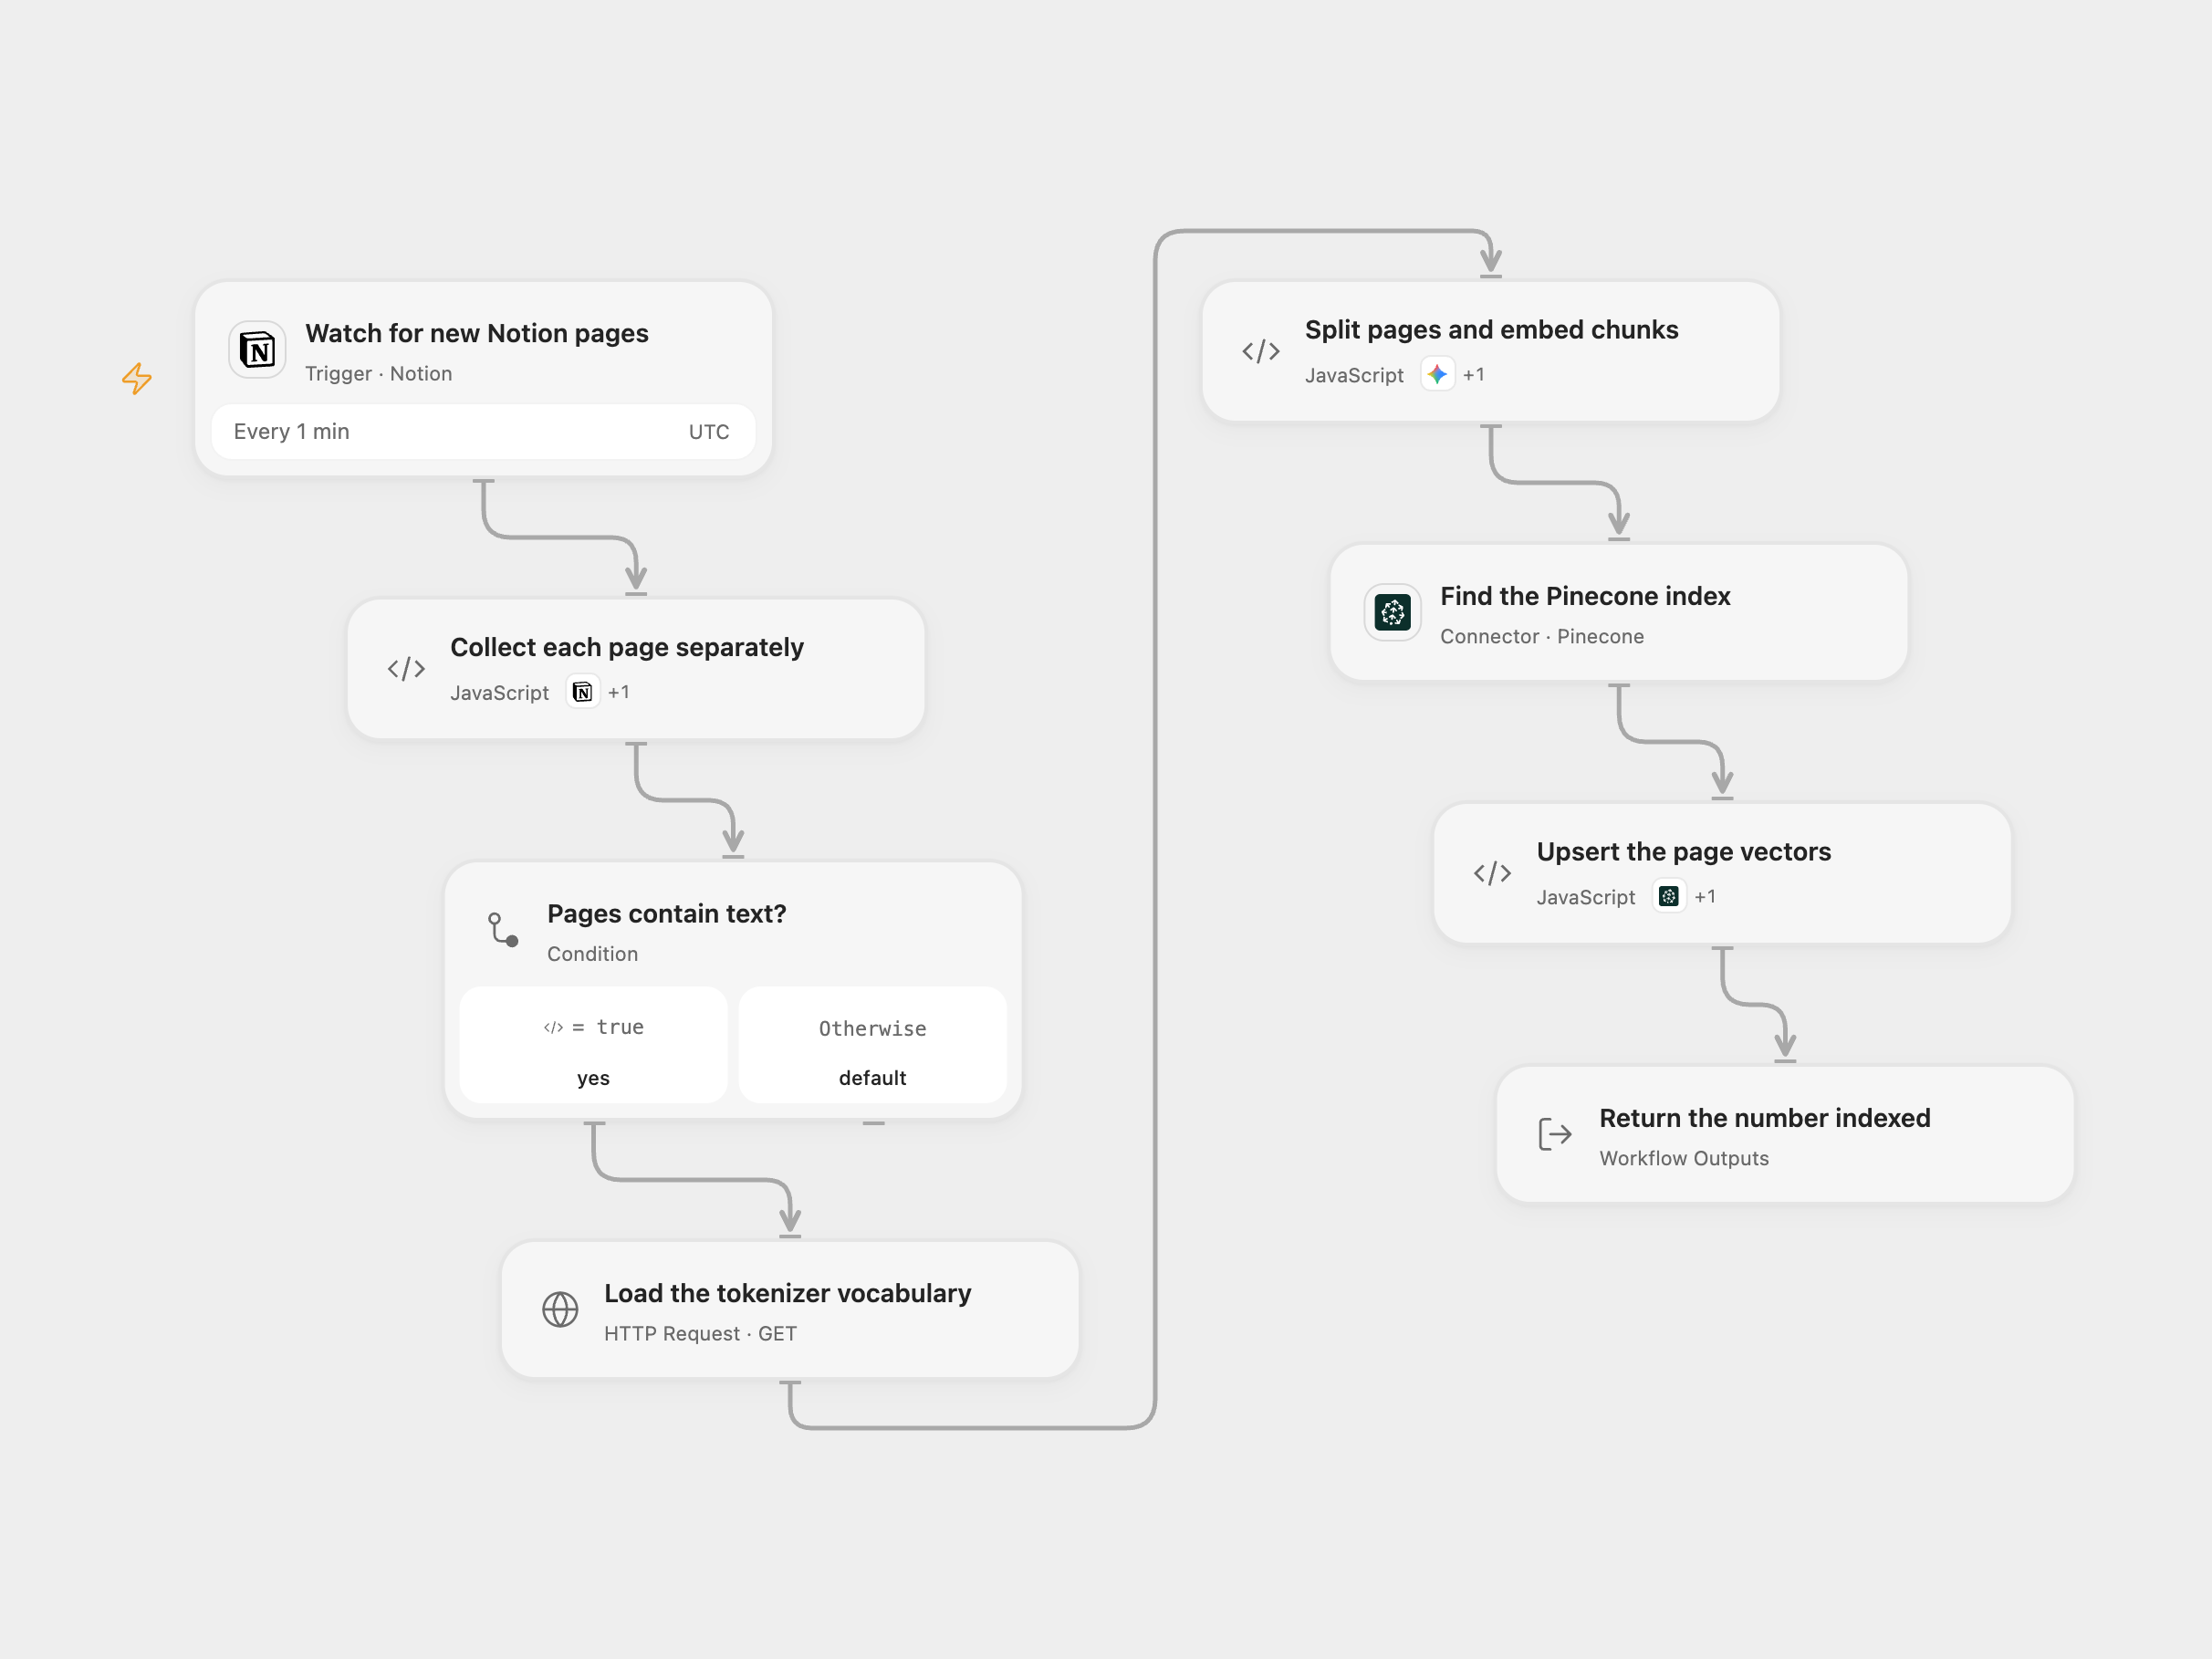 Watch for new Notion pages
Trigger · Notion
Every 1 min
UTC
Collect each page separately
JavaScript
+1
Pages contain text?
Condition
</> = true
yes
Otherwise
default
Load the tokenizer vocabulary
HTTP Request · GET
Split pages and embed chunks
JavaScript
+1
Find the Pinecone index
Connector · Pinecone
Upsert the page vectors
JavaScript
+1
Return the number indexed
Workflow Outputs